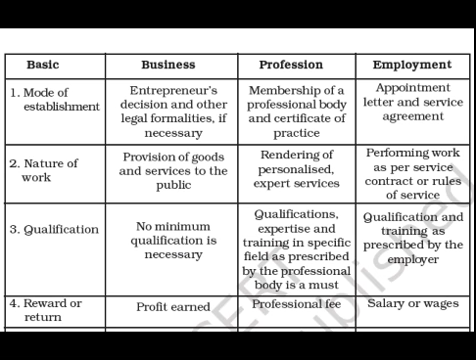 Basic Business Profession Employment
1. Mode of establishment
Entrepreneur's
decision and other
legal formalities, if
necessary
Membership of a
professional body
and certificate of
practice
Appointment
letter and service
agreement
2. Nature of
work
Provision of goods
and services to the
public
Rendering of
personalised,
expert services
Performing work
as per service
contract or rules
of service
3. Qualification
No minimum
qualification is
necessary
Qualifications,
expertise and
training in specific
field as prescribed
by the professional
body is a must
Qualification and
training as
prescribed by the
employer
4. Reward or
return
Profit earned
Professional fee
Salary or wages